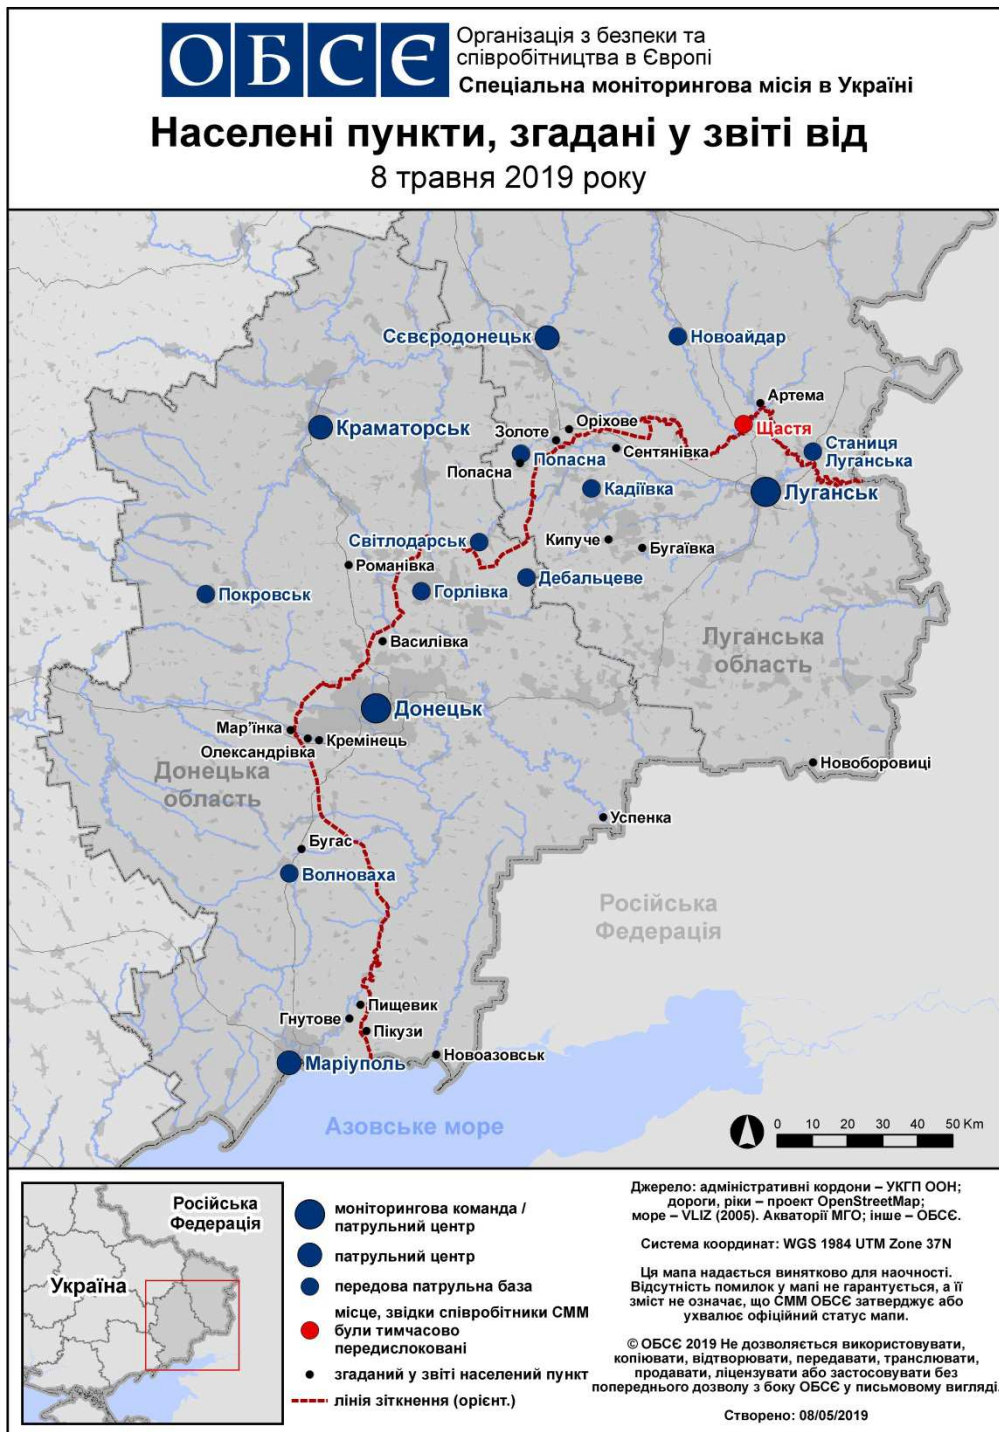 ОБСЄ
Організація з безпеки та
співробітництва в Європі
Спеціальна моніторингова місія в Україні
Населені пункти, згадані у звіті від
8 травня 2019 року
Сєвєродонецьк
Новоайдар
Артема
Щастя
Краматорськ
Оріхове
Золоте
Сентянівка
Станиця
Луганська
Попасна
Попасна
Кадіївка
Луганськ
Світлодарськ
Кипуче
Бугаївка
Романівка
Дебальцеве
Горлівка
Покровськ
Василівка
Луганська
область
Донецьк
Мар’їнка
Кремінець
Олександрівка
Новоборовиці
Донецька
область
Успенка
Бугас
Волноваха
Російська
Федерація
Пищевик
Гнутове
Пікузи
Новоазовськ
Маріуполь
Азовське море
0 10 20 30 40 50 Km
Російська
Федерація
Україна
моніторингова команда /
патрульний центр
патрульний центр
передова патрульна база
місце, звідки співробітники СММ
були тимчасово
передислоковані
згаданий у звіті населений пункт
лінія зіткнення (орієнт.)
Джерело: адміністративні кордони – УКГП ООН;
дороги, ріки – проект OpenStreetMap;
море – VLIZ (2005). Акваторії МГО; інше – ОБСЄ.
Система координат: WGS 1984 UTM Zone 37N
Ця мапа надається винятково для наочності.
Відсутність помилок у мапі не гарантується, а її
зміст не означає, що СММ ОБСЄ затверджує або
ухвалює офіційний статус мапи.
© ОБСЄ 2019 Не дозволяється використовувати,
копіювати, відтворювати, передавати, транслювати,
продавати, ліцензувати або застосовувати без
попереднього дозволу з боку ОБСЄ у письмовому вигляді.
Створено: 08/05/2019